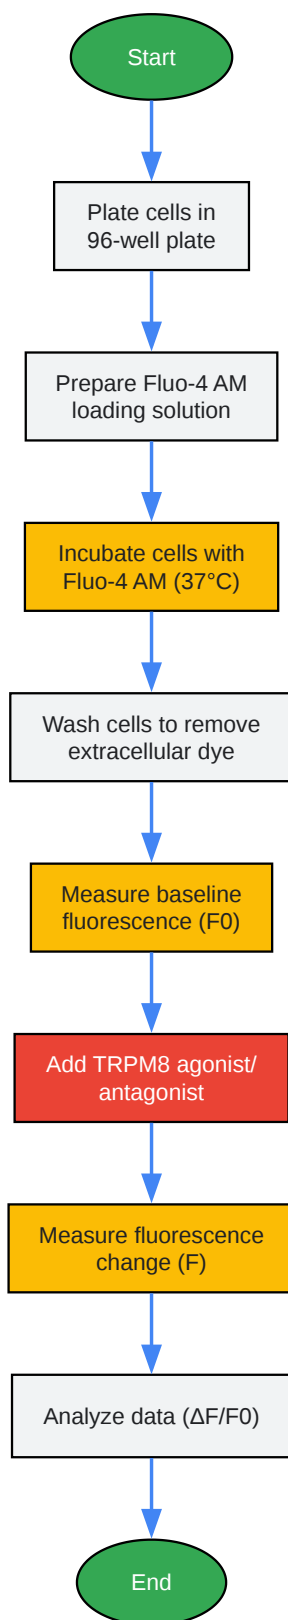 Start
Plate cells in
96-well plate
Prepare Fluo-4 AM
loading solution
Incubate cells with
Fluo-4 AM (37°C)
Wash cells to remove
extracellular dye
Measure baseline
fluorescence (F0)
Add TRPM8 agonist/
antagonist
Measure fluorescence
change (F)
Analyze data (ΔF/F0)
End